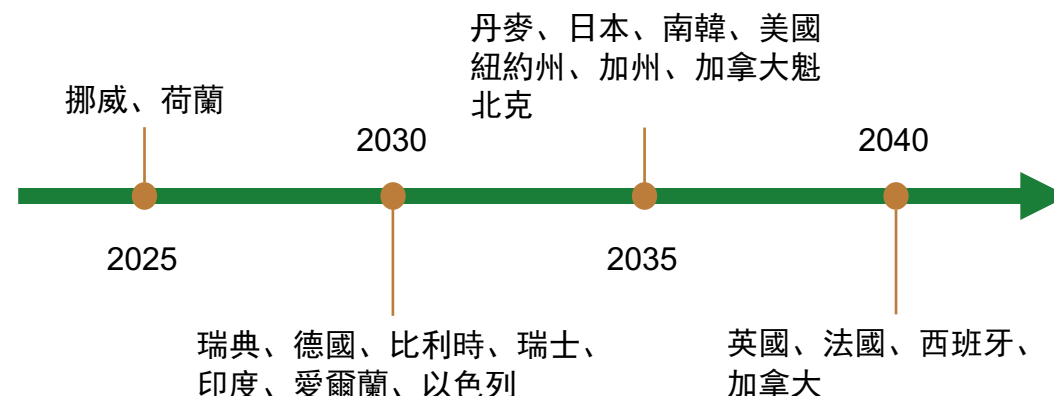 丹麥、日本、南韓、美國
紐約州、加州、加拿大魁
北克
挪威、荷蘭
2030
2040
2025
2035
瑞典、德國、比利時、瑞士、
印度、愛爾蘭、以色列
英國、法國、西班牙、
加拿大